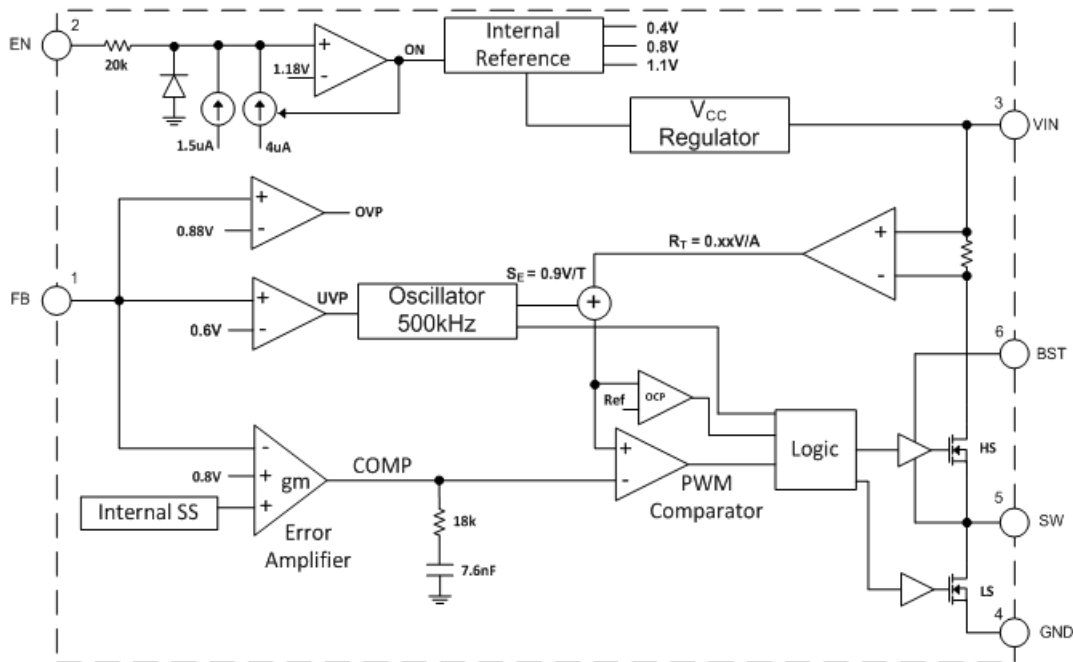 2
EN
20k
1.18V
1.5uA
4uA
ON
Internal
Reference
0.4V
0.8V
1.1V
V_CC
Regulator
3
VIN
0.88V
OVP
R_T = 0.xxV/A
1
FB
0.6V
UVP
Oscillator
500kHz
S_E = 0.9V/T
6
BST
Ref
OCP
Logic
HS
PWM
Comparator
0.8V
gm
COMP
Internal SS
Error
Amplifier
18k
7.6nF
5
SW
LS
4
GND